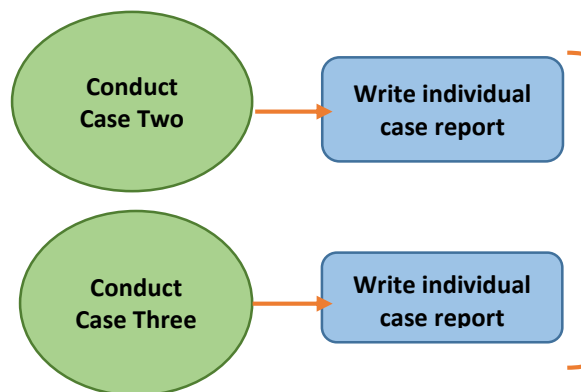 Conduct
Case Two
Write individual
case report
Conduct
Case Three
Write individual
case report